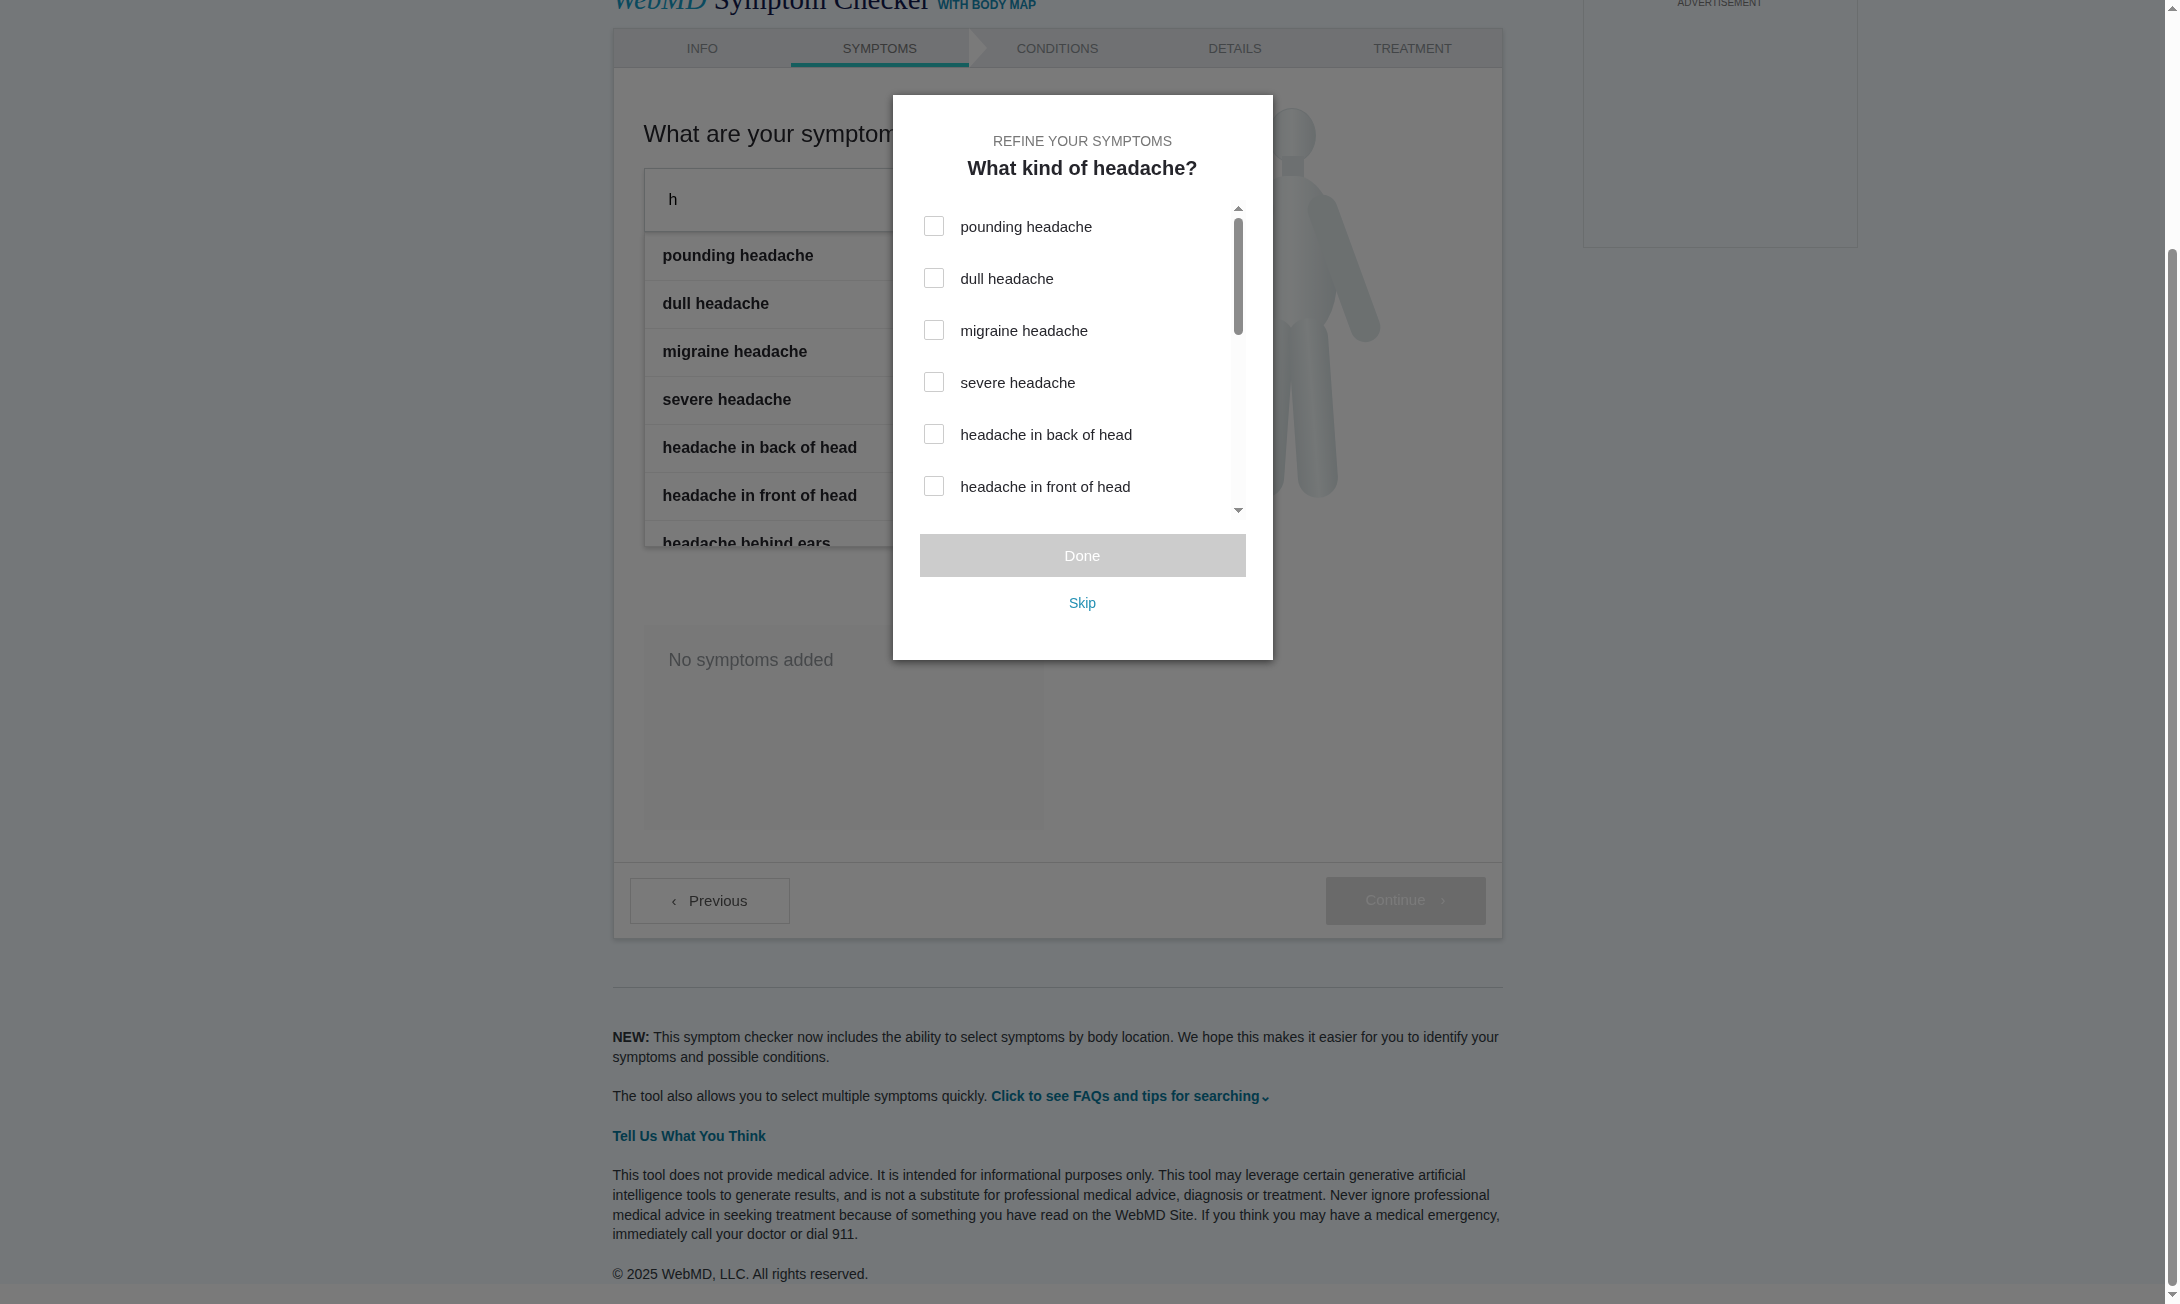 WebMD Symptom Checker WITH BODY MAP
ADVERTISEMENT
INFO
SYMPTOMS
CONDITIONS
DETAILS
TREATMENT
What are your symptom
h
pounding headache
dull headache
migraine headache
severe headache
headache in back of head
headache in front of head
headache behind ears
No symptoms added
REFINE YOUR SYMPTOMS
What kind of headache?
pounding headache
dull headache
migraine headache
severe headache
headache in back of head
headache in front of head
Done
Skip
‹ Previous
Continue ›
NEW: This symptom checker now includes the ability to select symptoms by body location. We hope this makes it easier for you to identify your
symptoms and possible conditions.
The tool also allows you to select multiple symptoms quickly. Click to see FAQs and tips for searching
Tell Us What You Think
This tool does not provide medical advice. It is intended for informational purposes only. This tool may leverage certain generative artificial
intelligence tools to generate results, and is not a substitute for professional medical advice, diagnosis or treatment. Never ignore professional
medical advice in seeking treatment because of something you have read on the WebMD Site. If you think you may have a medical emergency,
immediately call your doctor or dial 911.
© 2025 WebMD, LLC. All rights reserved.